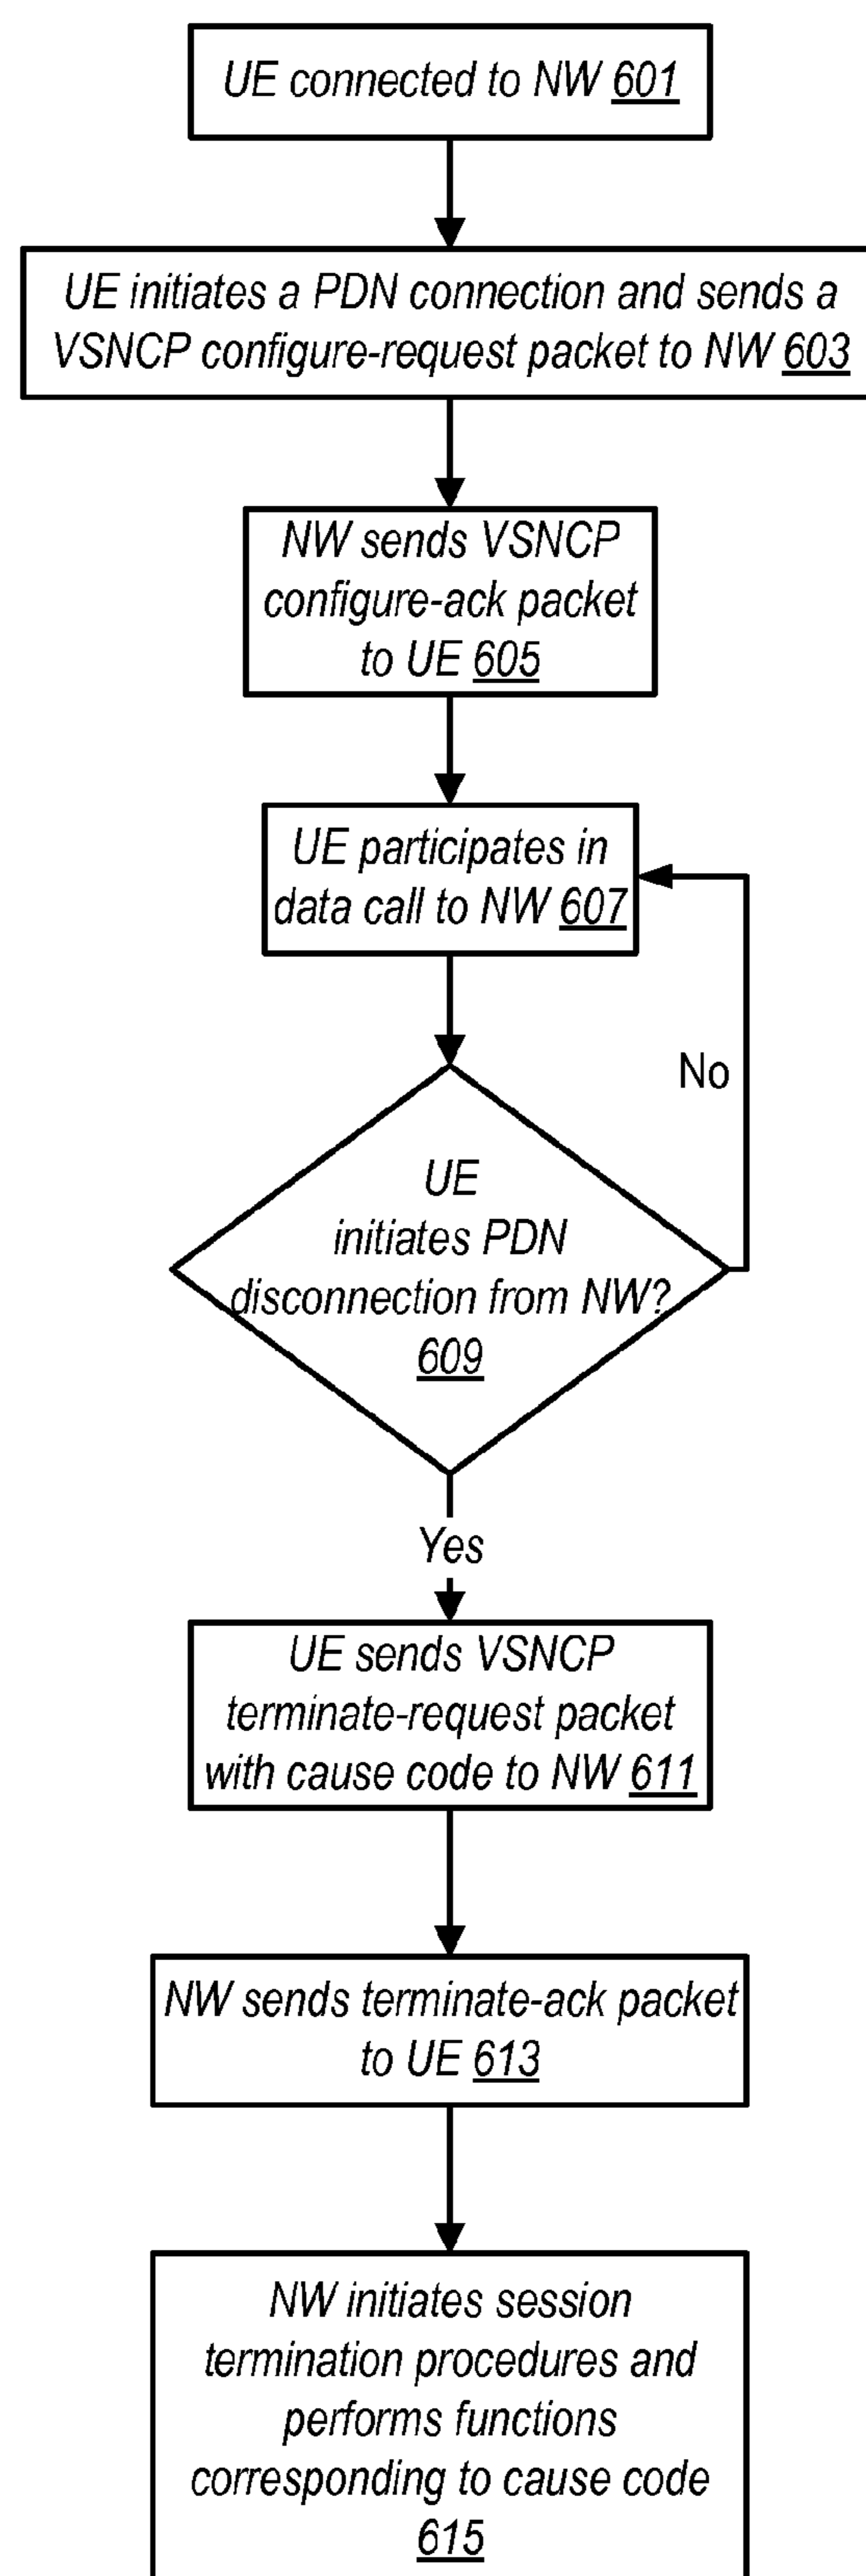 UE connected to NW 601
UE initiates a PDN connection and sends a
VSNCP configure-request packet to NW 603
NW sends VSNCP
configure-ack packet
to UE 605
UE participates in
data call to NW 607
No
UE
initiates PDN
disconnection from NW?
609
Yes
UE sends VSNCP
terminate-request packet
with cause code to NW 611
NW sends terminate-ack packet
to UE 613
NW initiates session
termination procedures and
performs functions
corresponding to cause code
615